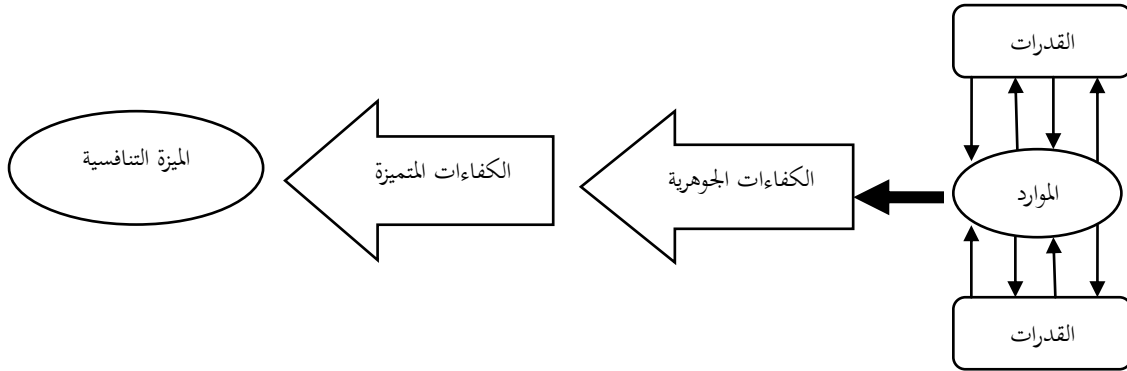 القدرات
الموارد
القدرات
الكفاءات الجوهرية
الكفاءات المتميزة
الميزة التنافسية